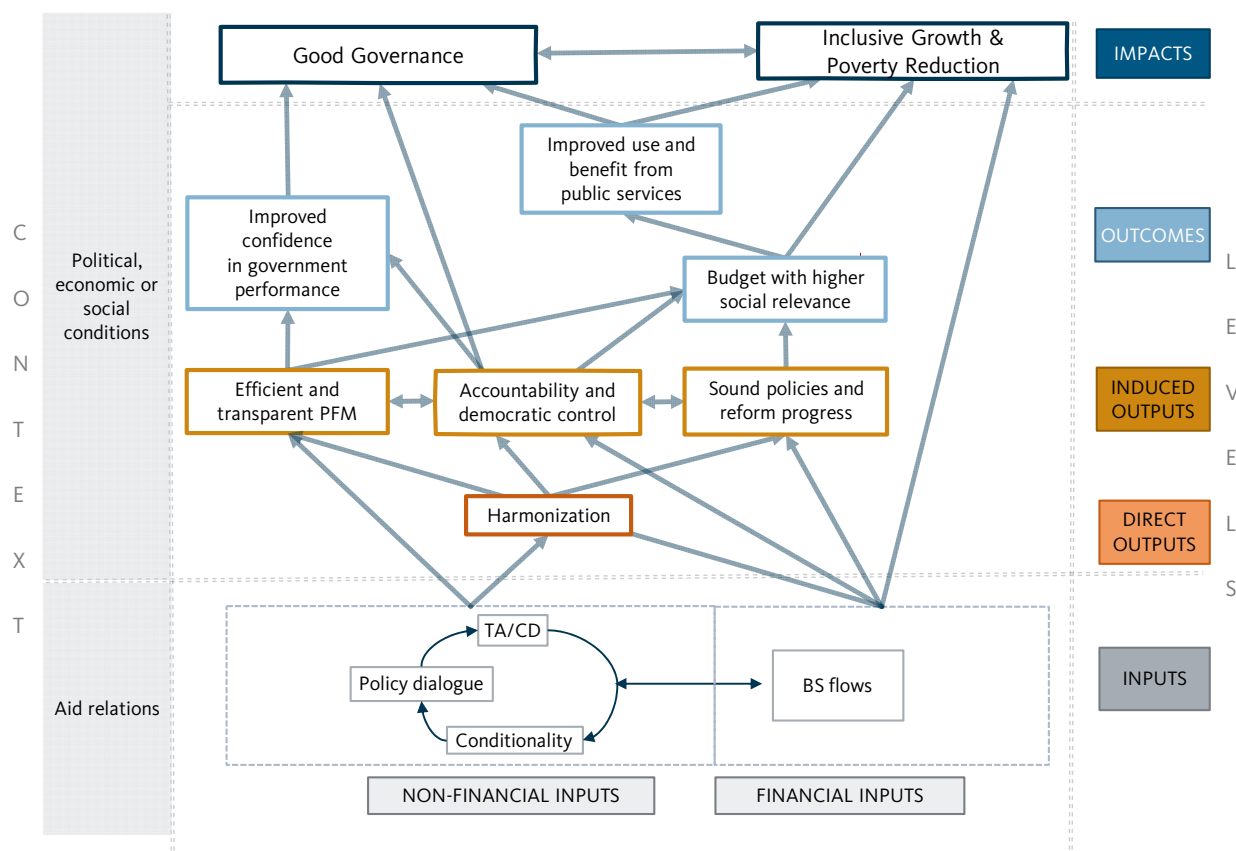 Good Governance
Inclusive Growth &
Poverty Reduction
IMPACTS
Improved use and
benefit from
public services
Improved
confidence
in government
performance
Budget with higher
social relevance
OUTCOMES
Political,
economic or
social
conditions
Efficient and
transparent PFM
Accountability and
democratic control
Sound policies and
reform progress
INDUCED
OUTPUTS
Harmonization
DIRECT
OUTPUTS
TA/CD
Policy dialogue
Conditionality
BS flows
INPUTS
Aid relations
NON-FINANCIAL INPUTS
FINANCIAL INPUTS
CONTEXT
LEVELS